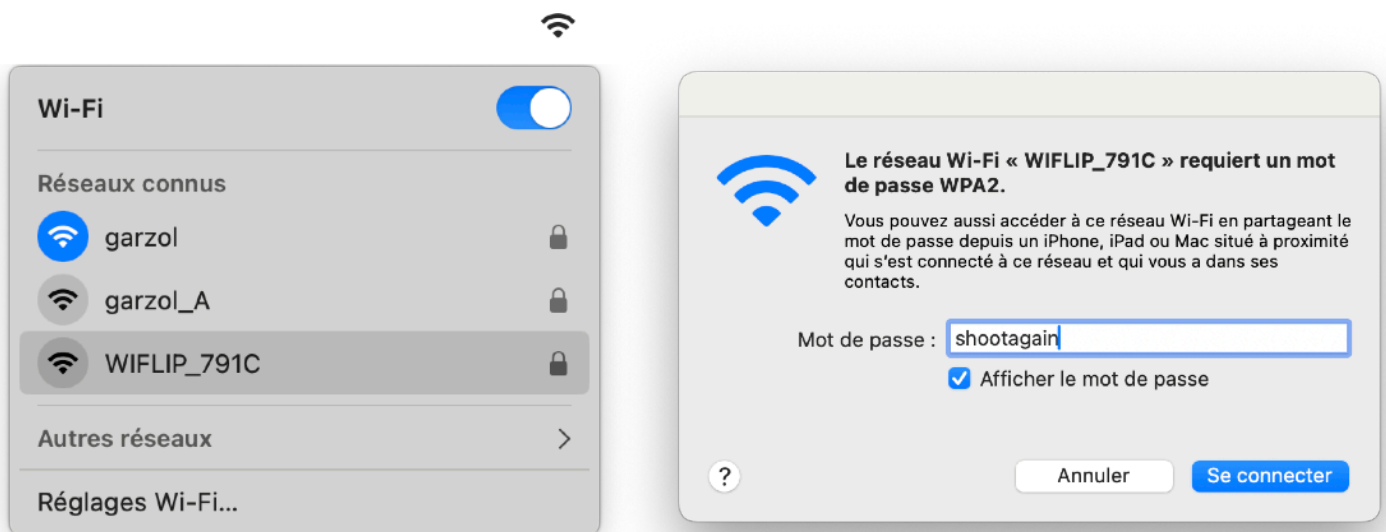 Wi-Fi
Réseaux connus
garzol
garzol_A
WIFLIP_791C
Autres réseaux
Réglages Wi-Fi...
Le réseau Wi-Fi « WIFLIP_791C » requiert un mot
de passe WPA2.
Vous pouvez aussi accéder à ce réseau Wi-Fi en partageant le
mot de passe depuis un iPhone, iPad ou Mac situé à proximité
qui s'est connecté à ce réseau et qui vous a dans ses
contacts.
Mot de passe : shootagain
Afficher le mot de passe
? Annuler Se connecter